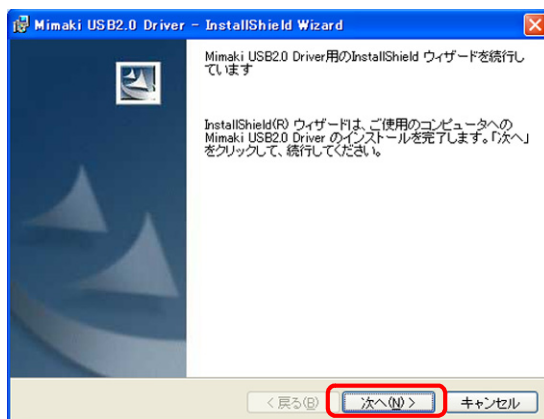 Mimaki USB2.0 Driver - InstallShield Wizard
Mimaki USB2.0 Driver用のInstallShield ウィザードを続行し
ています
InstallShield(R) ウィザードは、ご使用のコンピュータへの
Mimaki USB2.0 Driver のインストールを完了します。「次へ」
をクリックして、続行してください。
< 戻る(B)
次へ(N) >
キャンセル